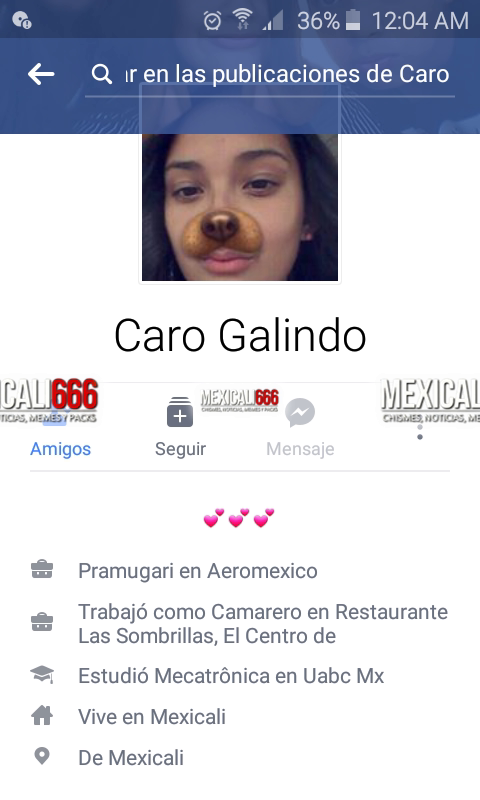 36% 12:04 AM
ır en las publicaciones de Caro
Caro Galindo
ICALI666 MEXICALI666 MEXICAL
TICIAS, MEMES Y PACKS CHISMES, NOTICIAS, MEMES Y PACKS CHISMES, NOTICIAS, M
Amigos Seguir Mensaje
Pramugari en Aeromexico
Trabajó como Camarero en Restaurante
Las Sombrillas, El Centro de
Estudió Mecatrônica en Uabc Mx
Vive en Mexicali
De Mexicali